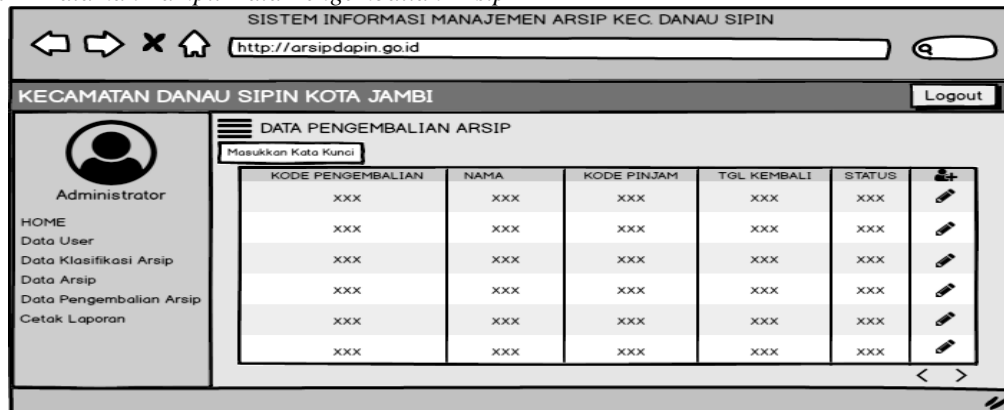 SISTEM INFORMASI MANAJEMEN ARSIP KEC. DANAU SIPIN
http://arsipdapin.go.id
KECAMATAN DANAU SIPIN KOTA JAMBI
Logout
Administrator
HOME
Data User
Data Klasifikasi Arsip
Data Arsip
Data Pengembalian Arsip
Cetak Laporan
DATA PENGEMBALIAN ARSIP
Masukkan Kata Kunci
KODE PENGEMBALIAN NAMA KODE PINJAM TGL KEMBALI STATUS
XXX XXX XXX XXX XXX
XXX XXX XXX XXX XXX
XXX XXX XXX XXX XXX
XXX XXX XXX XXX XXX
XXX XXX XXX XXX XXX
XXX XXX XXX XXX XXX
< >